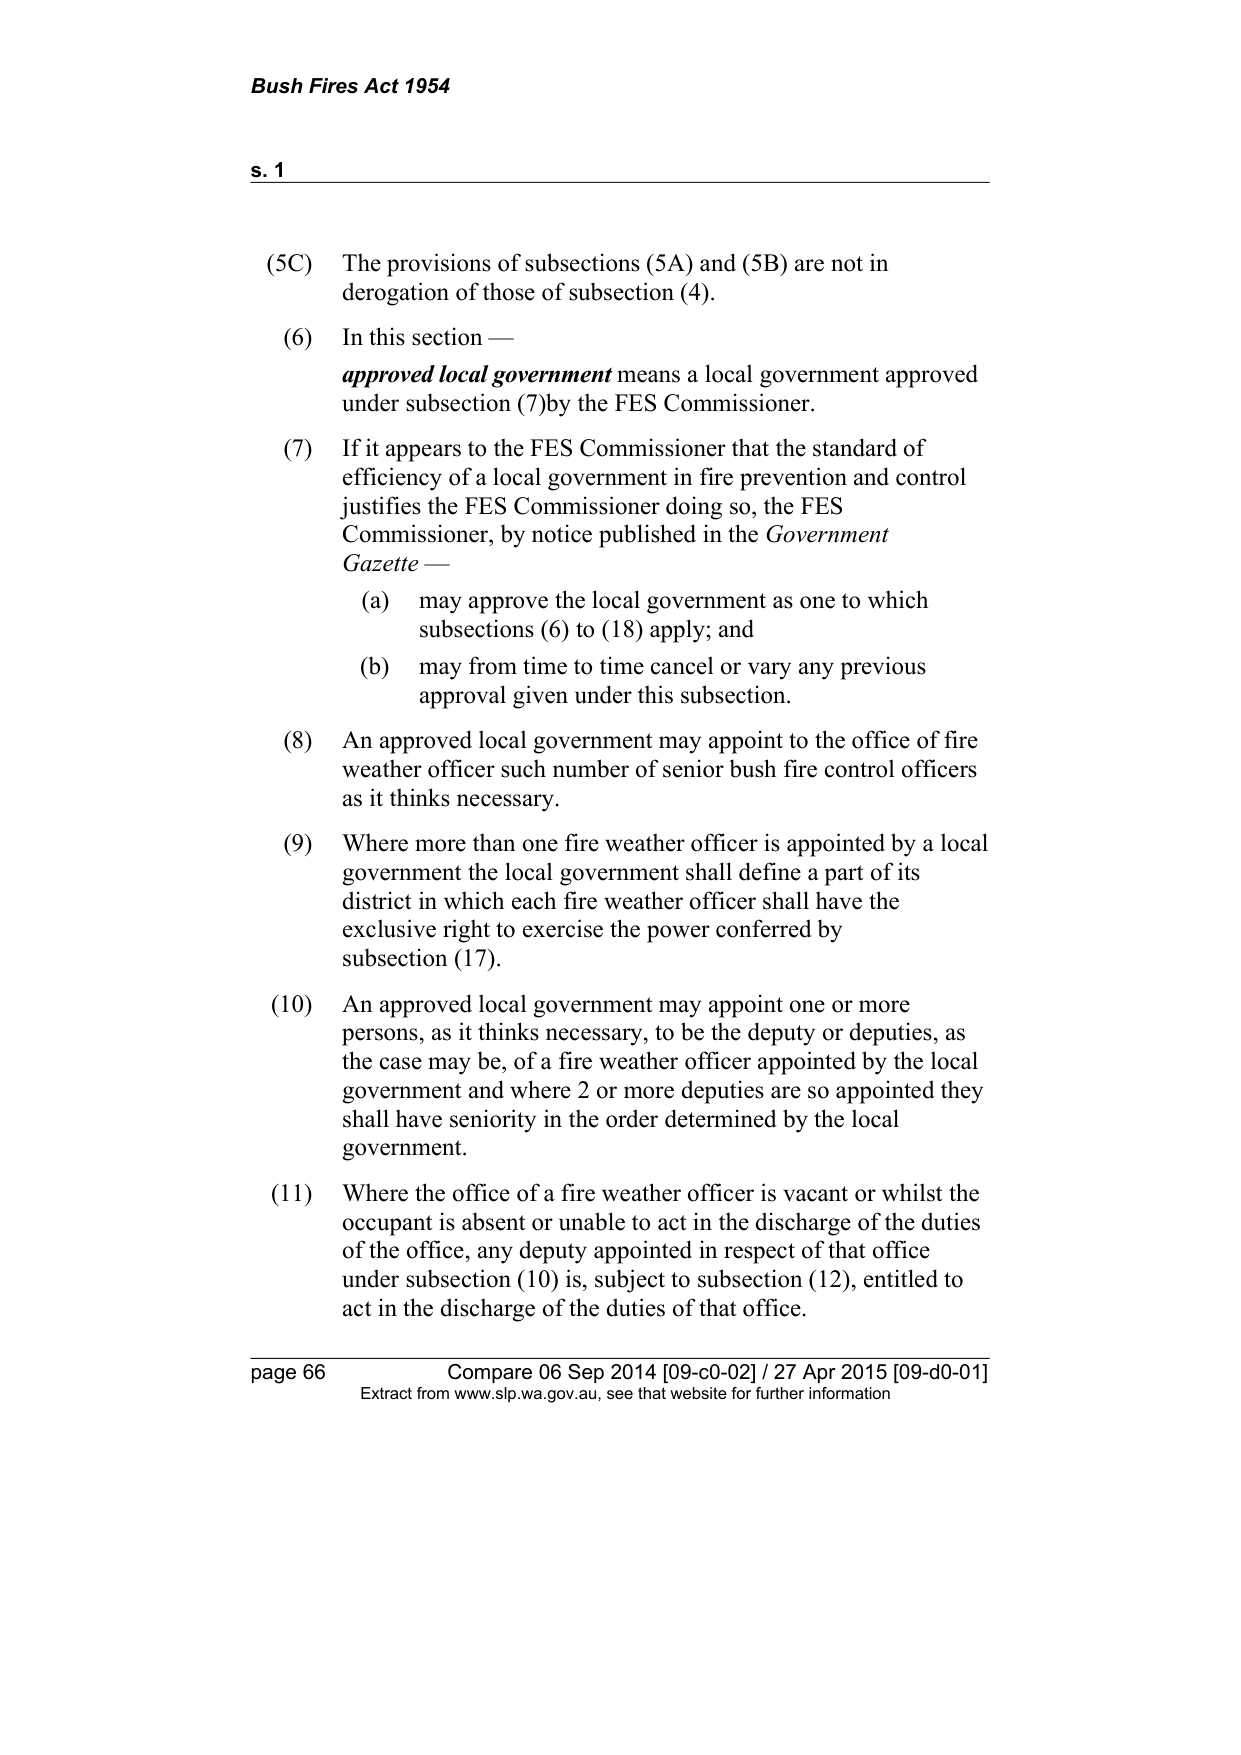 Bush Fires Act 1954
s. 1
(5C) The provisions of subsections (5A) and (5B) are not in
derogation of those of subsection (4).
(6) In this section —
approved local government means a local government approved
under subsection (7)by the FES Commissioner.
(7) If it appears to the FES Commissioner that the standard of
efficiency of a local government in fire prevention and control
justifies the FES Commissioner doing so, the FES
Commissioner, by notice published in the Government
Gazette —
(a) may approve the local government as one to which
subsections (6) to (18) apply; and
(b) may from time to time cancel or vary any previous
approval given under this subsection.
(8) An approved local government may appoint to the office of fire
weather officer such number of senior bush fire control officers
as it thinks necessary.
(9) Where more than one fire weather officer is appointed by a local
government the local government shall define a part of its
district in which each fire weather officer shall have the
exclusive right to exercise the power conferred by
subsection (17).
(10) An approved local government may appoint one or more
persons, as it thinks necessary, to be the deputy or deputies, as
the case may be, of a fire weather officer appointed by the local
government and where 2 or more deputies are so appointed they
shall have seniority in the order determined by the local
government.
(11) Where the office of a fire weather officer is vacant or whilst the
occupant is absent or unable to act in the discharge of the duties
of the office, any deputy appointed in respect of that office
under subsection (10) is, subject to subsection (12), entitled to
act in the discharge of the duties of that office.
page 66 Compare 06 Sep 2014 [09-c0-02] / 27 Apr 2015 [09-d0-01]
Extract from www.slp.wa.gov.au, see that website for further information